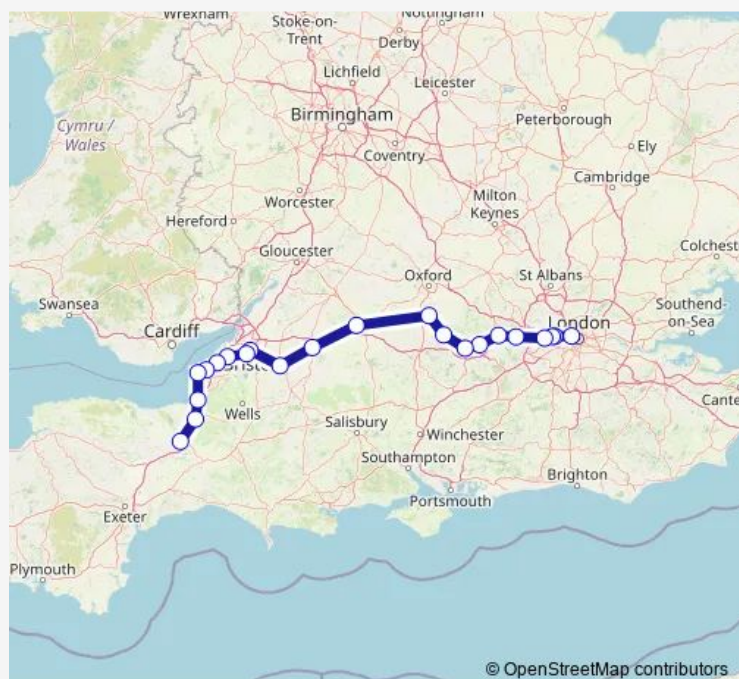 Wrexham
Stoke-on-
Trent
Nottingham
Derby
Lichfield
Leicester
Birmingham
Peterborough
Cymru /
Wales
Coventry
Ely
Cambridge
Worcester
Milton
Keynes
Hereford
Gloucester
Colchest
Oxford
St Albans
Swansea
Cardiff
London
Southend-
on-Sea
Brist
Cante
Wells
Salisbury
Winchester
Southampton
Portsmouth
Brighton
Exeter
Plymouth
© OpenStreetMap contributors